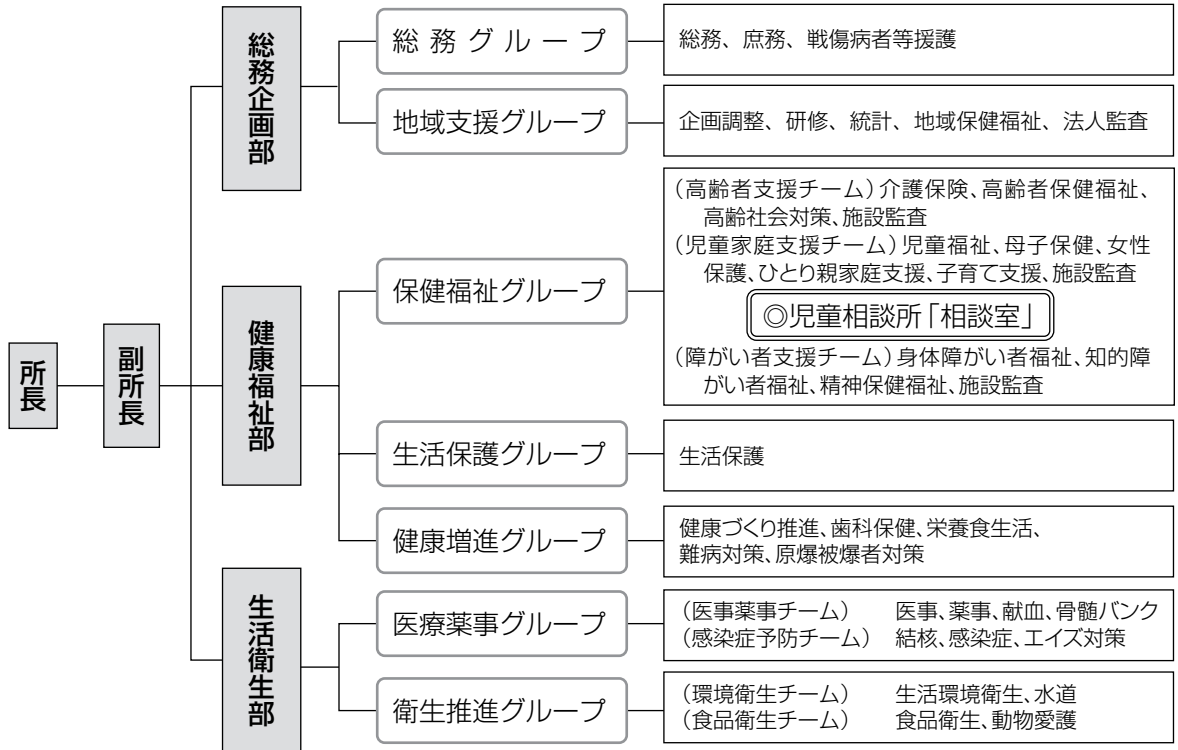 所長
副所長
総務企画部
総務グループ
総務、庶務、戦傷病者等援護
地域支援グループ
企画調整、研修、統計、地域保健福祉、法人監査
健康福祉部
保健福祉グループ
（高齢者支援チーム）介護保険、高齢者保健福祉、
高齢社会対策、施設監査
（児童家庭支援チーム）児童福祉、母子保健、女性
保護、ひとり親家庭支援、子育て支援、施設監査
◎児童相談所「相談室」
（障がい者支援チーム）身体障がい者福祉、知的障
がい者福祉、精神保健福祉、施設監査
生活保護グループ
生活保護
健康増進グループ
健康づくり推進、歯科保健、栄養食生活、
難病対策、原爆被爆者対策
生活衛生部
医療薬事グループ
（医事薬事チーム）　医事、薬事、献血、骨髄バンク
（感染症予防チーム）　結核、感染症、エイズ対策
衛生推進グループ
（環境衛生チーム）　生活環境衛生、水道
（食品衛生チーム）　食品衛生、動物愛護